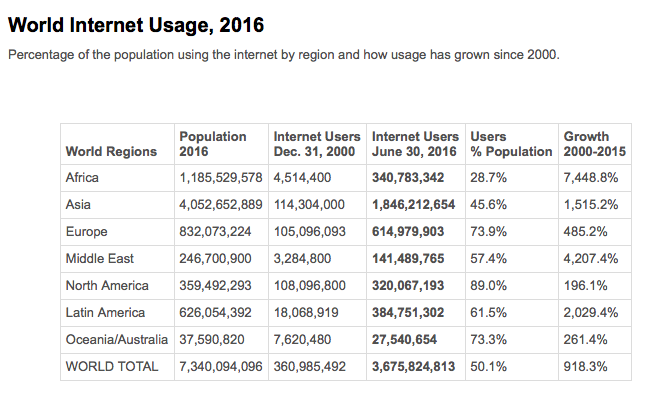 World Internet Usage, 2016
Percentage of the population using the internet by region and how usage has grown since 2000.
World Regions Population 2016 Internet Users Dec. 31, 2000 Internet Users June 30, 2016 Users % Population Growth 2000-2015
Africa 1,185,529,578 4,514,400 340,783,342 28.7% 7,448.8%
Asia 4,052,652,889 114,304,000 1,846,212,654 45.6% 1,515.2%
Europe 832,073,224 105,096,093 614,979,903 73.9% 485.2%
Middle East 246,700,900 3,284,800 141,489,765 57.4% 4,207.4%
North America 359,492,293 108,096,800 320,067,193 89.0% 196.1%
Latin America 626,054,392 18,068,919 384,751,302 61.5% 2,029.4%
Oceania/Australia 37,590,820 7,620,480 27,540,654 73.3% 261.4%
WORLD TOTAL 7,340,094,096 360,985,492 3,675,824,813 50.1% 918.3%